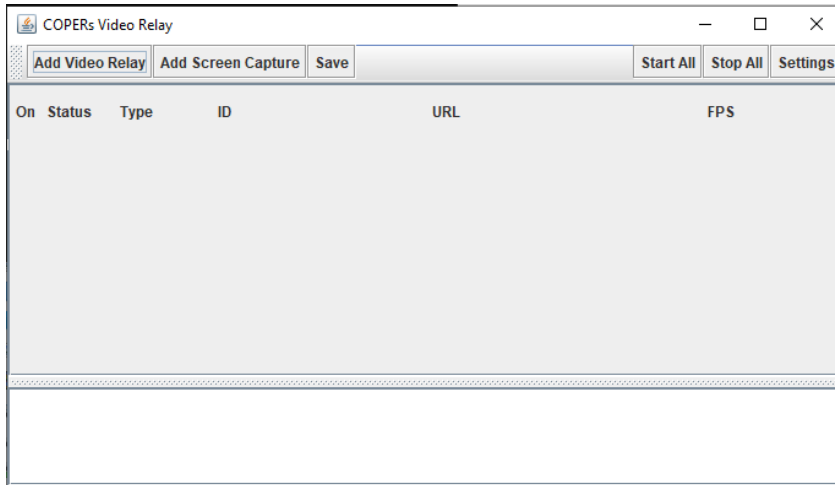 COPERs Video Relay
Add Video Relay Add Screen Capture Save Start All Stop All Settings
On Status Type ID URL FPS